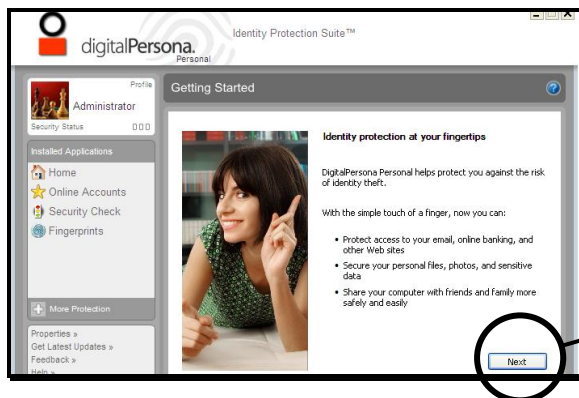 digitalPersona.
Personal
Identity Protection Suite™
Profile
Administrator
Security Status
Installed Applications
Home
Online Accounts
Security Check
Fingerprints
More Protection
Properties »
Get Latest Updates »
Feedback »
Help »
Getting Started
Identity protection at your fingertips
DigitalPersona Personal helps protect you against the risk
of identity theft.
With the simple touch of a finger, now you can:
• Protect access to your email, online banking, and
other Web sites
• Secure your personal files, photos, and sensitive
data
• Share your computer with friends and family more
safely and easily
Next